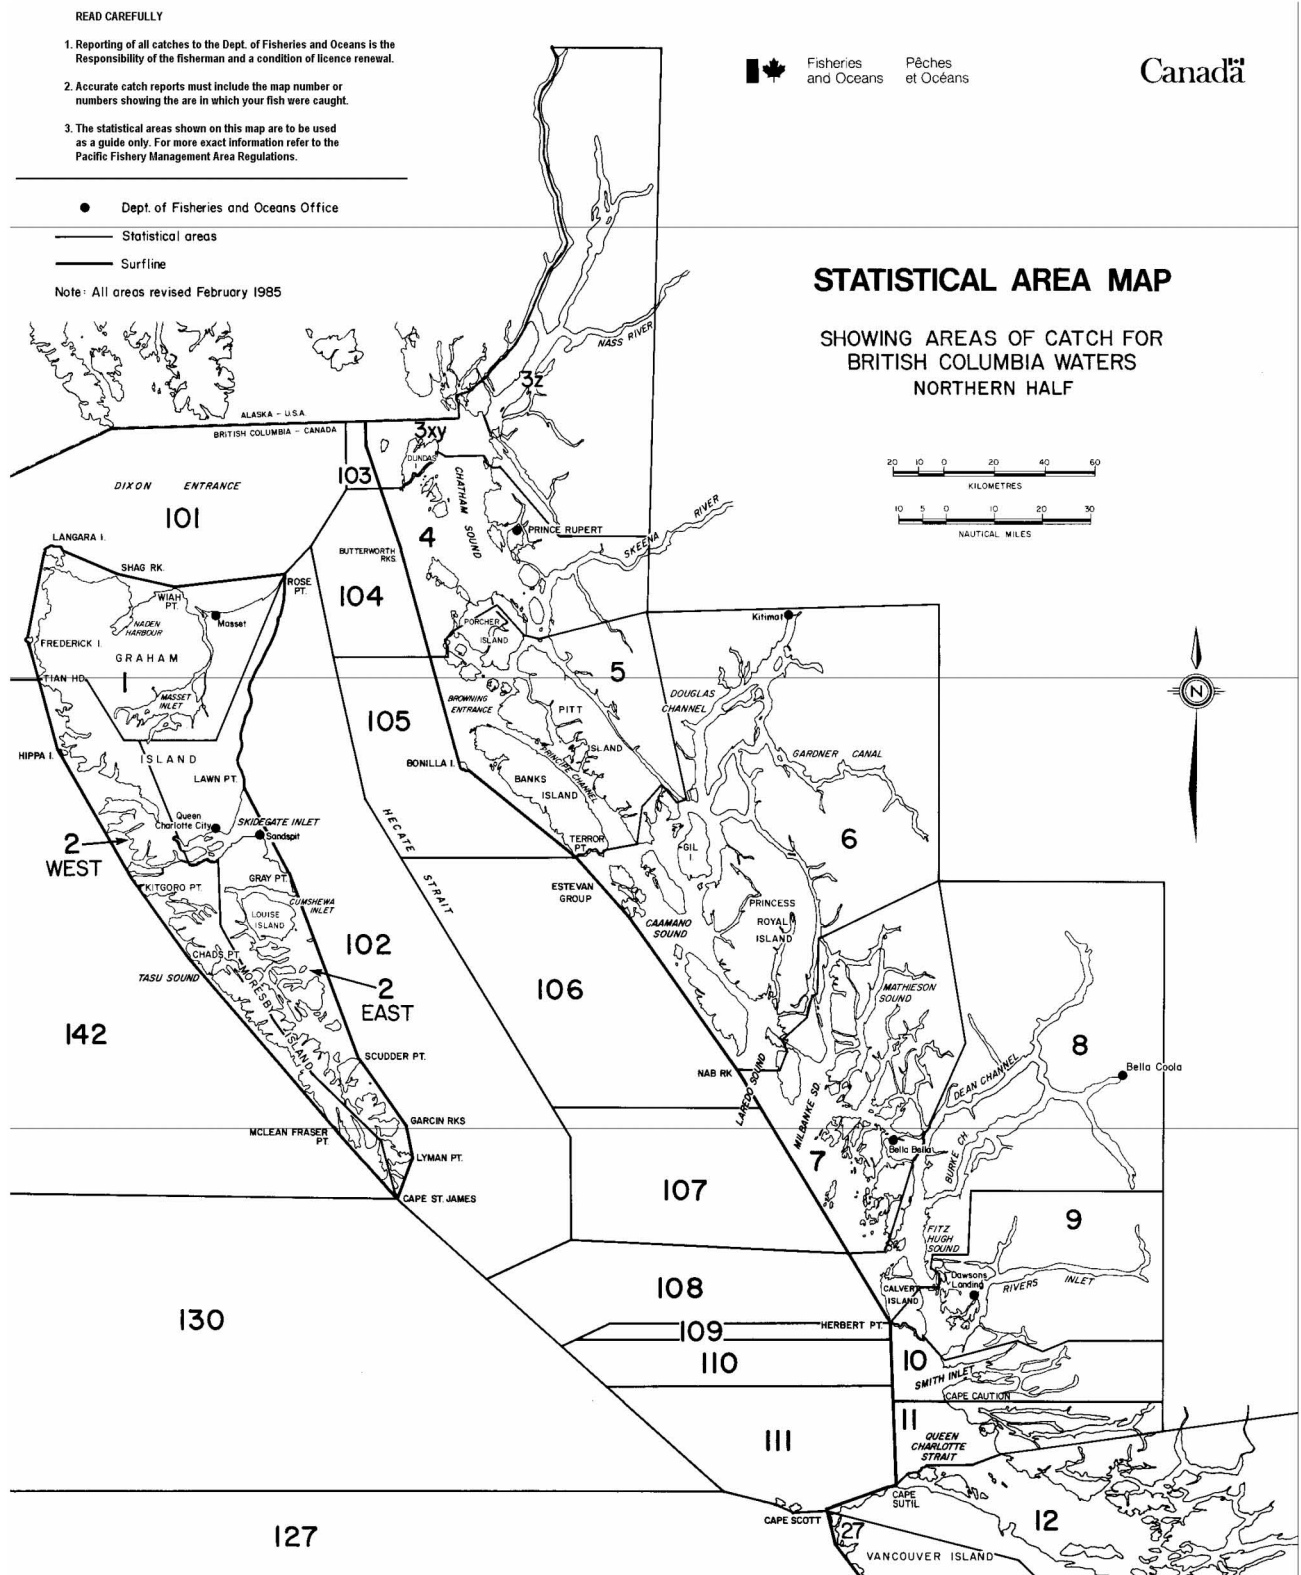 READ CAREFULLY
1. Reporting of all catches to the Dept. of Fisheries and Oceans is the
Responsibility of the fisherman and a condition of licence renewal.
2. Accurate catch reports must include the map number or
numbers showing the are in which your fish were caught.
3. The statistical areas shown on this map are to be used
as a guide only. For more exact information refer to the
Pacific Fishery Management Area Regulations.
Fisheries
and Oceans
Pêches
et Océans
Canada
Dept. of Fisheries and Oceans Office
Statistical areas
Surfline
Note: All areas revised February 1985
STATISTICAL AREA MAP
SHOWING AREAS OF CATCH FOR
BRITISH COLUMBIA WATERS
NORTHERN HALF
20 10 0 20 40 60
KILOMETRES
10 5 0 10 20 30
NAUTICAL MILES
N
NASS RIVER
3z
ALASKA - U.S.A.
BRITISH COLUMBIA - CANADA
3xy
DUNDAS
I
103
DIXON ENTRANCE
101
CHATHAM SOUND
4
PRINCE RUPERT
SKEENA RIVER
LANGARA I.
SHAG RK.
BUTTERWORTH
RKS.
ROSE
PT.
WIAH
PT.
104
Masset
NADEN
HARBOUR
PORCHER
ISLAND
Kitimat
FREDERICK I.
GRAHAM
5
TIAN HD.
1
MASSET
INLET
BROWNING
ENTRANCE
DOUGLAS
CHANNEL
PITT
ISLAND
105
HIPPA I.
ISLAND
BONILLA I.
PRINCIPE CHANNEL
GARDNER CANAL
LAWN PT.
BANKS
ISLAND
HECATE STRAIT
Queen
Charlotte City
SKIDEGATE INLET
Sandspit
2
WEST
TERROR
PT.
GIL
I.
6
KITGORO PT.
GRAY PT.
CUMSHEWA
INLET
ESTEVAN
GROUP
LOUISE
ISLAND
CAAMANO
SOUND
PRINCESS
ROYAL
ISLAND
102
CHADS PT.
TASU SOUND
MORESBY ISLAND
2
EAST
106
MATHIESON
SOUND
142
SCUDDER PT.
NAB RK
LAREDO SOUND
8
DEAN CHANNEL
Bella Coola
MILBANKE SD.
GARCIN RKS
MCLEAN FRASER
PT.
LYMAN PT.
7
Bella Bella
BURKE CH.
107
CAPE ST. JAMES
9
FITZ
HUGH
SOUND
Dawsons
Landing
RIVERS INLET
108
CALVERT
ISLAND
130
109
HERBERT PT.
110
10
SMITH INLET
CAPE CAUTION
11
111
QUEEN
CHARLOTTE
STRAIT
CAPE
SUTIL
CAPE SCOTT
12
127
27
VANCOUVER ISLAND